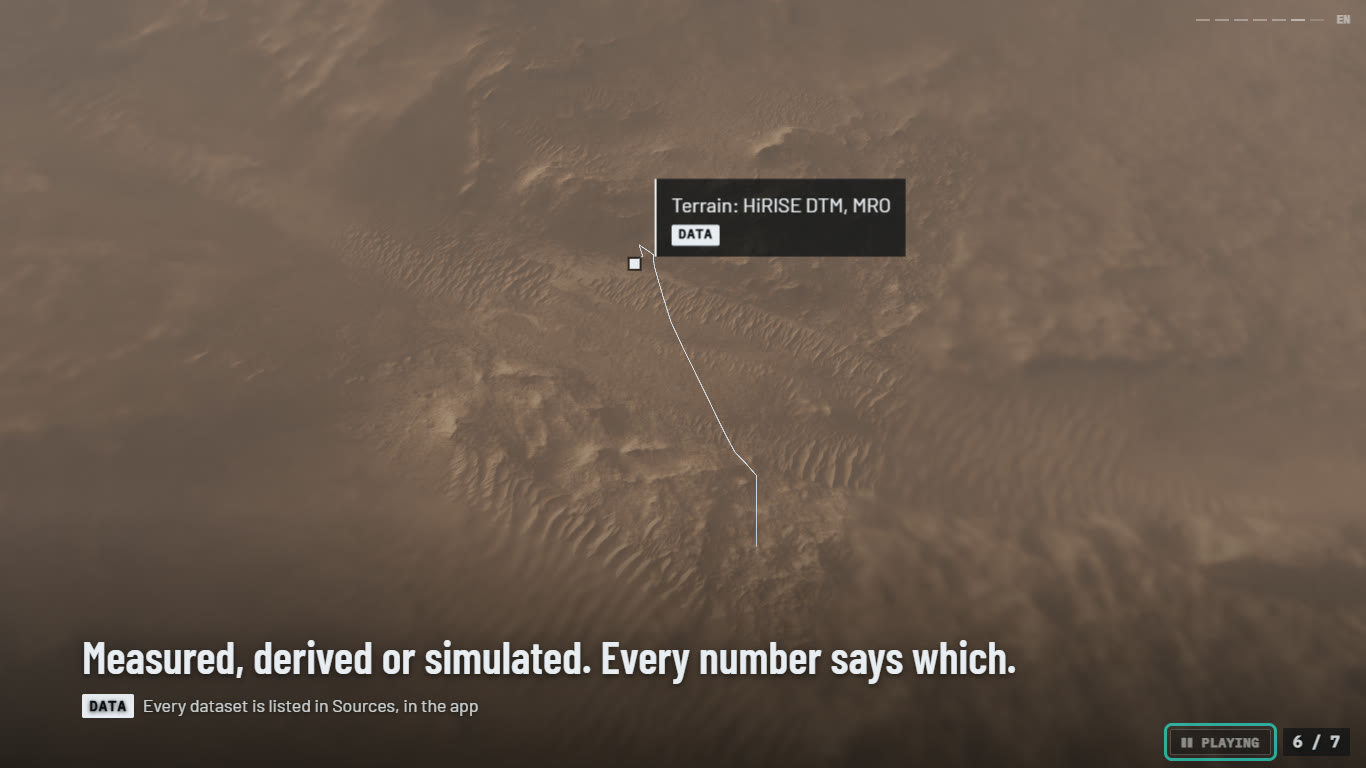 EN
Terrain: HiRISE DTM, MRO
DATA
Measured, derived or simulated. Every number says which.
DATA Every dataset is listed in Sources, in the app
PLAYING 6 / 7